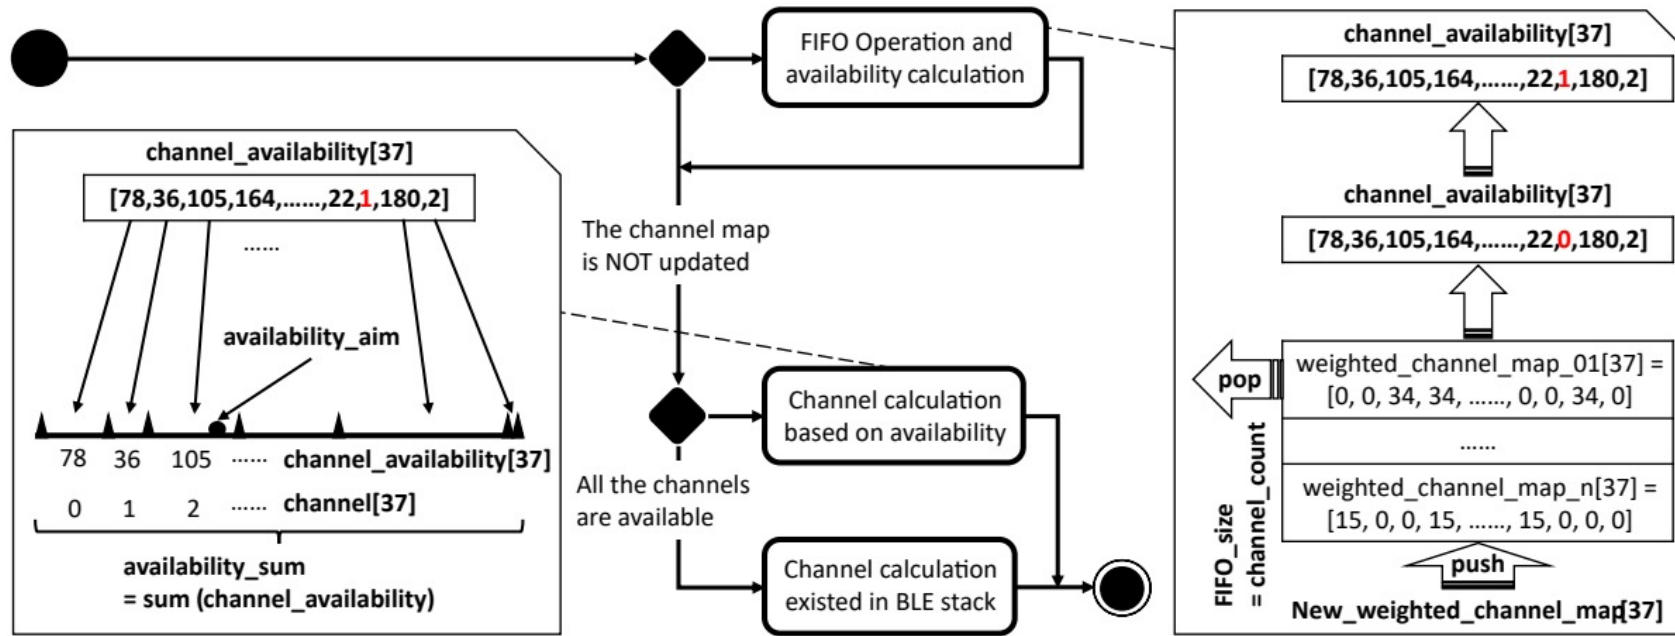 FIFO Operation and
availability calculation
The channel map
is NOT updated
Channel calculation
based on availability
All the channels
are available
Channel calculation
existed in BLE stack
channel_availability[37]
[78,36,105,164,......,22,1,180,2]
......
availability_aim
78 36 105 ...... channel_availability[37]
0 1 2 ...... channel[37]
availability_sum
= sum (channel_availability)
channel_availability[37]
[78,36,105,164,......,22,1,180,2]
channel_availability[37]
[78,36,105,164,......,22,0,180,2]
pop
weighted_channel_map_01[37] =
[0, 0, 34, 34, ......, 0, 0, 34, 0]
......
weighted_channel_map_n[37] =
[15, 0, 0, 15, ......, 15, 0, 0, 0]
FIFO_size
= channel_count
push
New_weighted_channel_map[37]